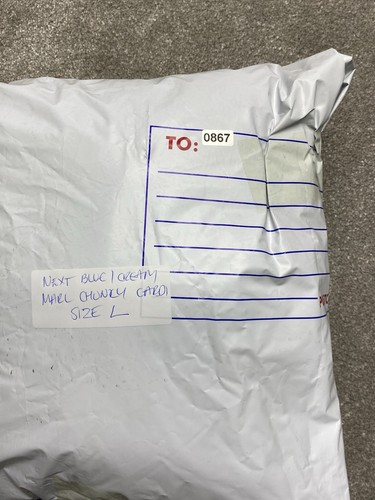 TO: 0867
NEXT BLUE / CREAM
MARL CHUNKY CARDI
SIZE L